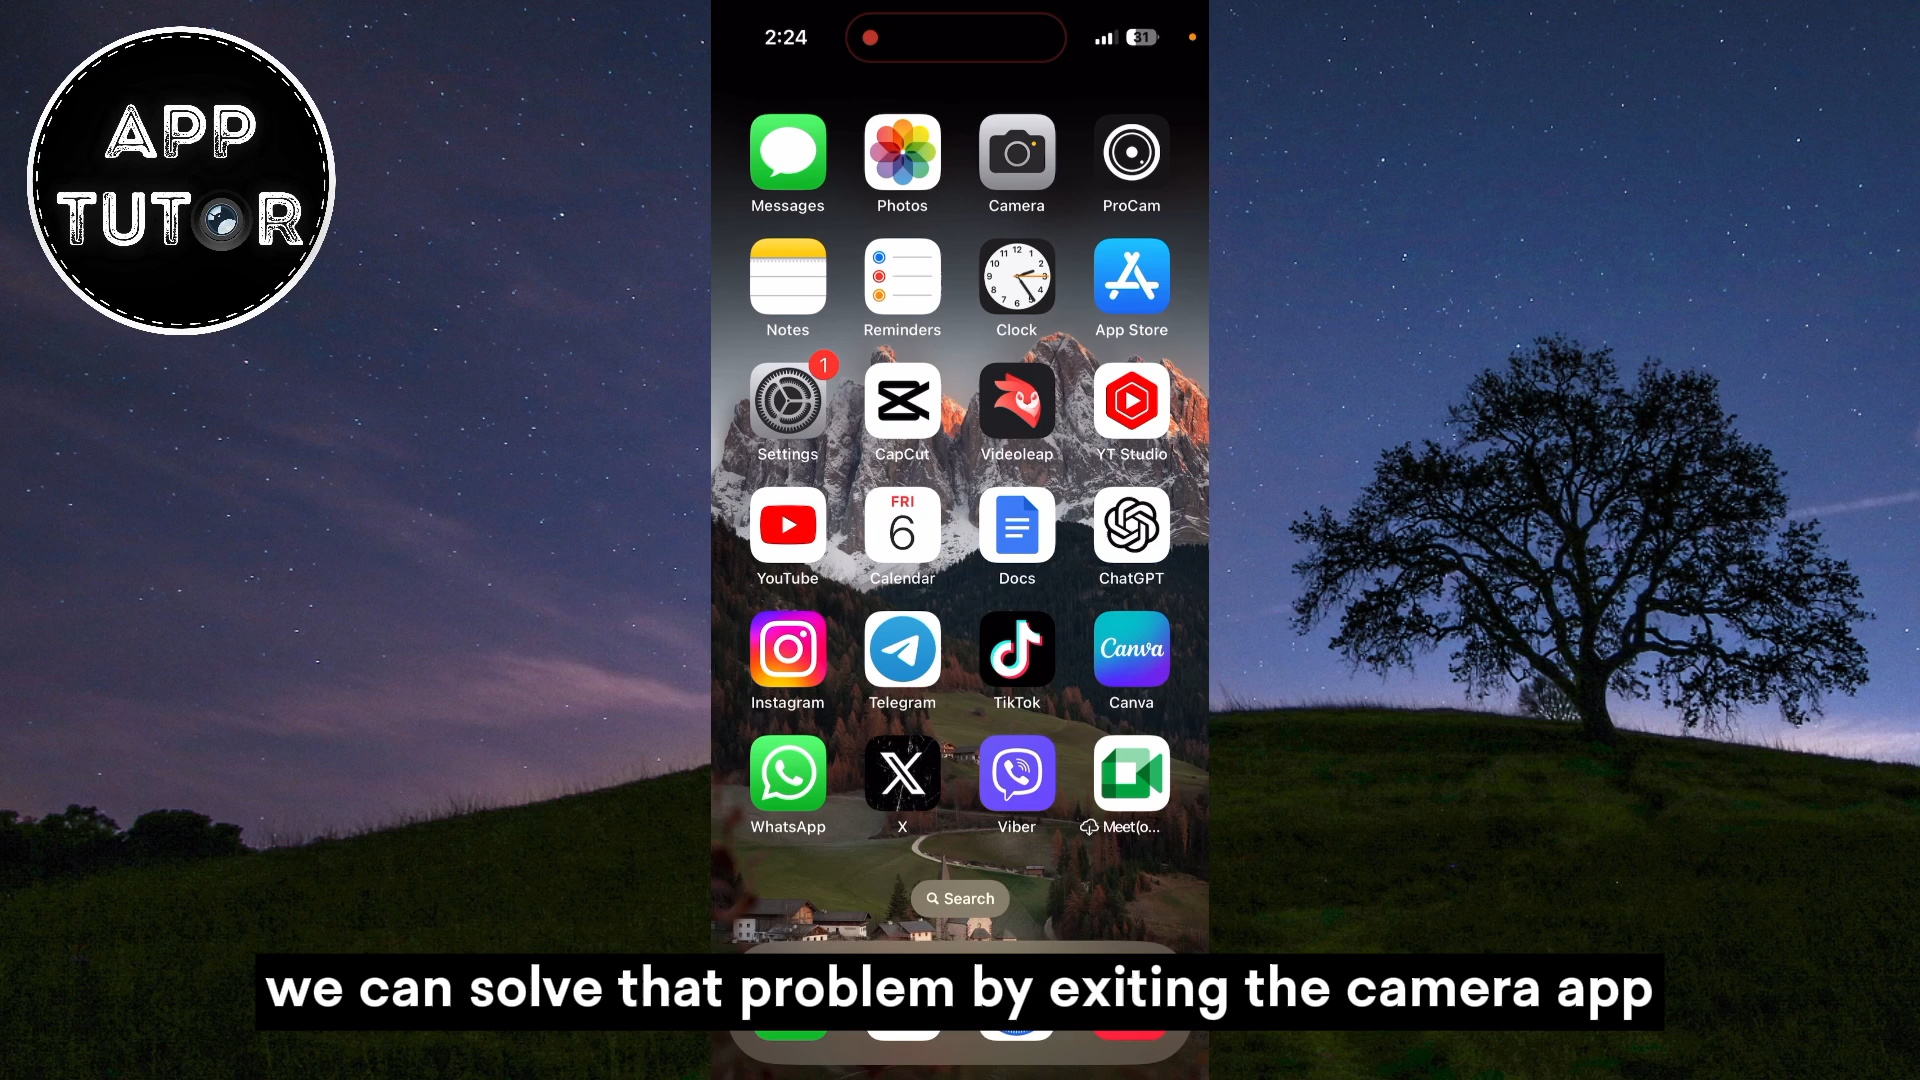 APP
TUTOR
2:24
31
Messages
Photos
Camera
ProCam
Notes
Reminders
Clock
App Store
1
Settings
CapCut
Videoleap
YT Studio
FRI
6
YouTube
Calendar
Docs
ChatGPT
Canva
Instagram
Telegram
TikTok
Canva
X
WhatsApp
X
Viber
Meet(o...
Search
we can solve that problem by exiting the camera app